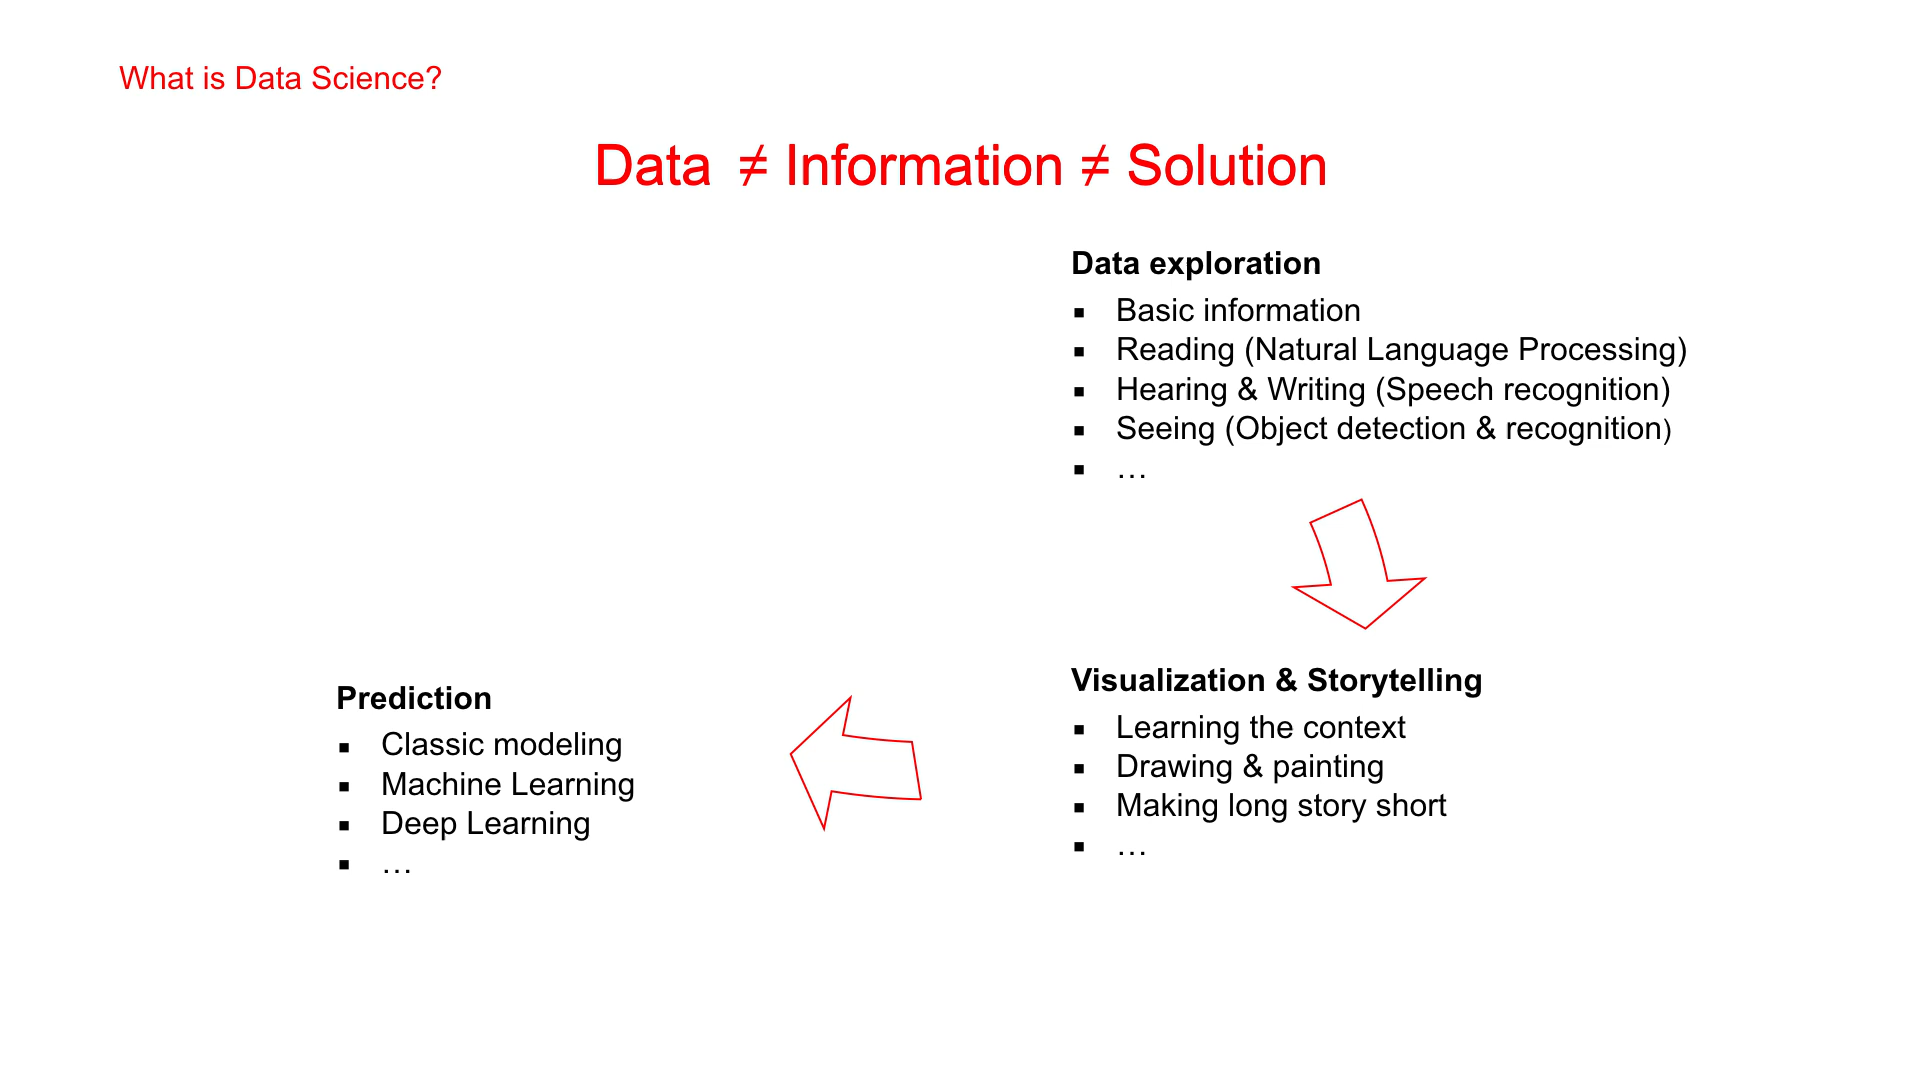 What is Data Science?
Data ≠ Information ≠ Solution
Data exploration
▪ Basic information
▪ Reading (Natural Language Processing)
▪ Hearing & Writing (Speech recognition)
▪ Seeing (Object detection & recognition)
▪ …
Visualization & Storytelling
▪ Learning the context
▪ Drawing & painting
▪ Making long story short
▪ …
Prediction
▪ Classic modeling
▪ Machine Learning
▪ Deep Learning
▪ …